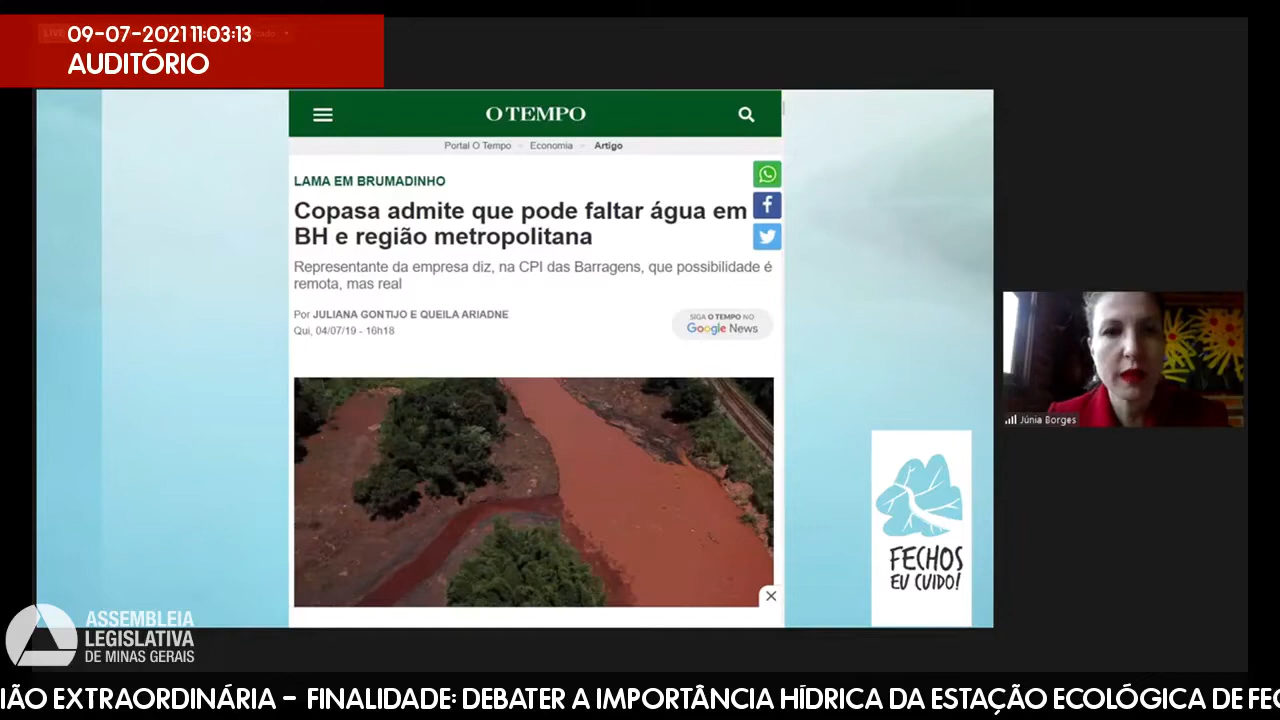 LIVE
09-07-2021 11:03:13
AUDITÓRIO
O TEMPO
Portal O Tempo
Economia
Artigo
LAMA EM BRUMADINHO
Copasa admite que pode faltar água em
BH e região metropolitana
Representante da empresa diz, na CPI das Barragens, que possibilidade é
remota, mas real
Por JULIANA GONTIJO E QUEILA ARIADNE
Qui, 04/07/19 - 16h18
SIGA O TEMPO NO
Google News
Júnia Borges
FECHOS
EU CUIDO!
ASSEMBLEIA
LEGISLATIVA
DE MINAS GERAIS
IÃO EXTRAORDINÁRIA - FINALIDADE: DEBATER A IMPORTÂNCIA HÍDRICA DA ESTAÇÃO ECOLÓGICA DE FEC